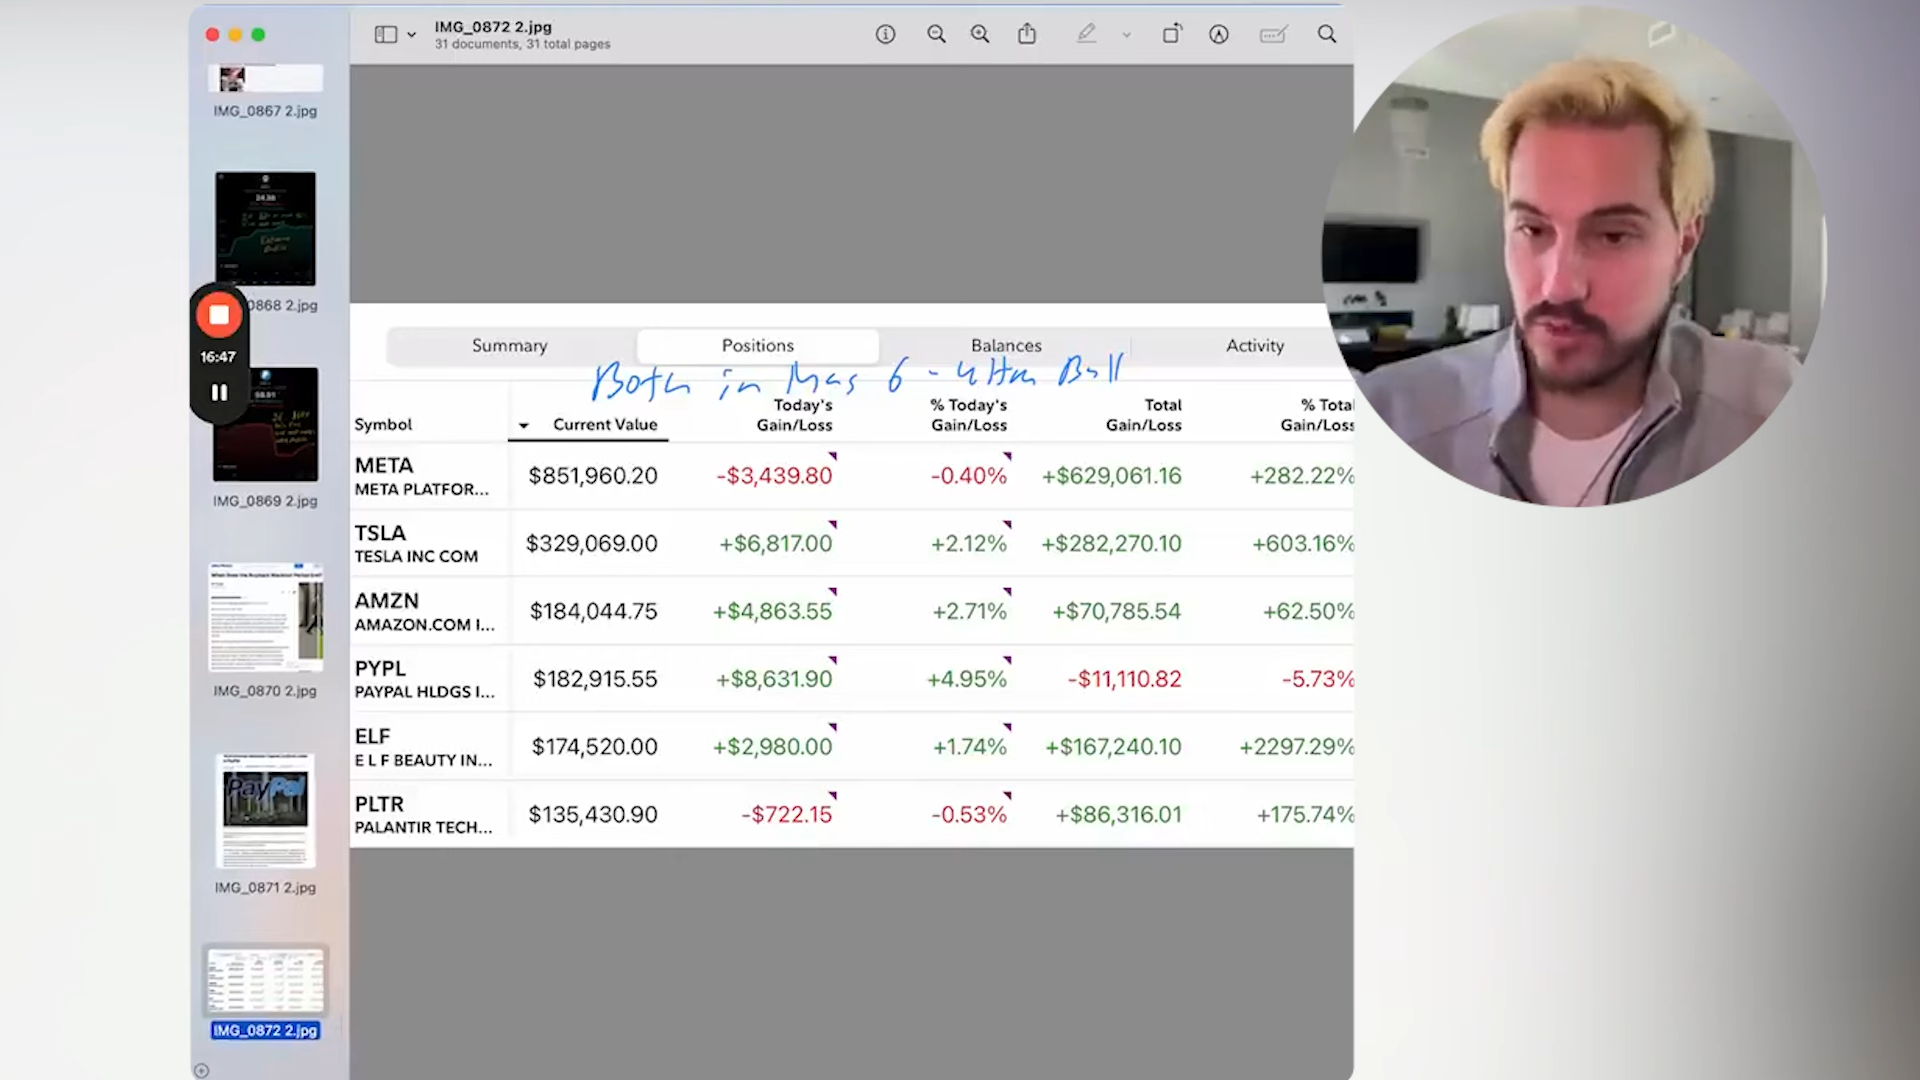 IMG_0872 2.jpg
31 documents, 31 total pages
IMG_0867 2.jpg
0868 2.jpg
16:47
IMG_0869 2.jpg
IMG_0870 2.jpg
PayPal
IMG_0871 2.jpg
IMG_0872 2.jpg
Summary Positions Balances Activity
Both in 6 - Ultra Bull
Symbol Current Value Today's Gain/Loss % Today's Gain/Loss Total Gain/Loss % Total Gain/Loss
META $851,960.20 -$3,439.80 -0.40% +$629,061.16 +282.22%
META PLATFOR...
TSLA $329,069.00 +$6,817.00 +2.12% +$282,270.10 +603.16%
TESLA INC COM
AMZN $184,044.75 +$4,863.55 +2.71% +$70,785.54 +62.50%
AMAZON.COM I...
PYPL $182,915.55 +$8,631.90 +4.95% -$11,110.82 -5.73%
PAYPAL HLDGS I...
ELF $174,520.00 +$2,980.00 +1.74% +$167,240.10 +2297.29%
E L F BEAUTY IN...
PLTR $135,430.90 -$722.15 -0.53% +$86,316.01 +175.74%
PALANTIR TECH...